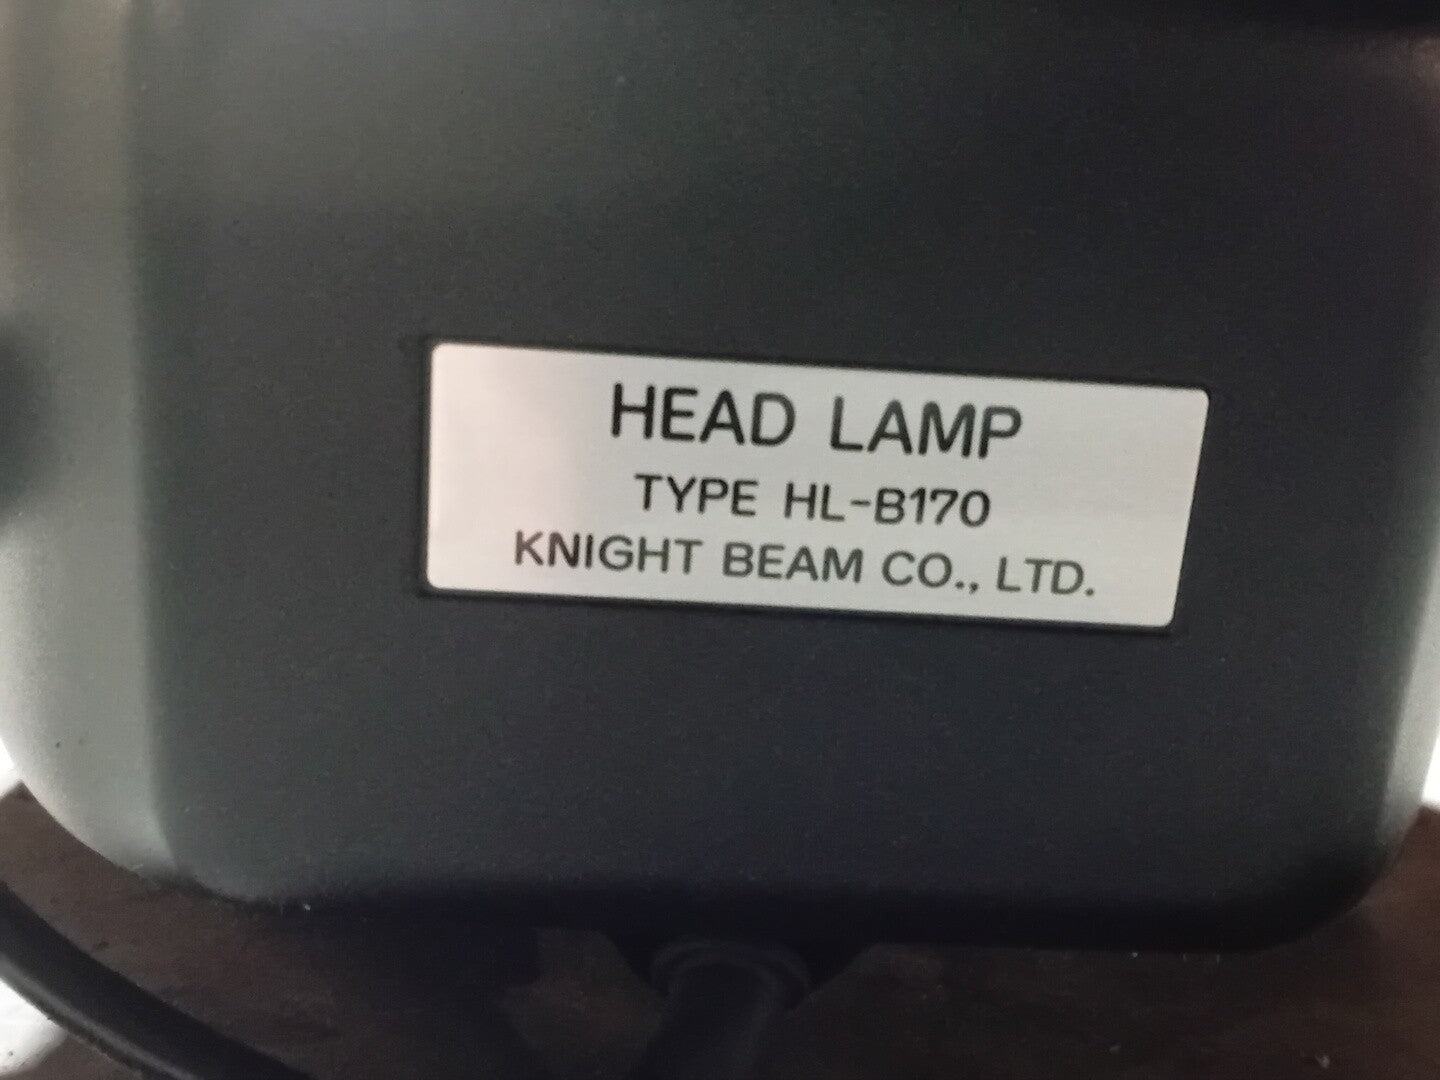 HEAD LAMP
TYPE HL-B170
KNIGHT BEAM CO., LTD.